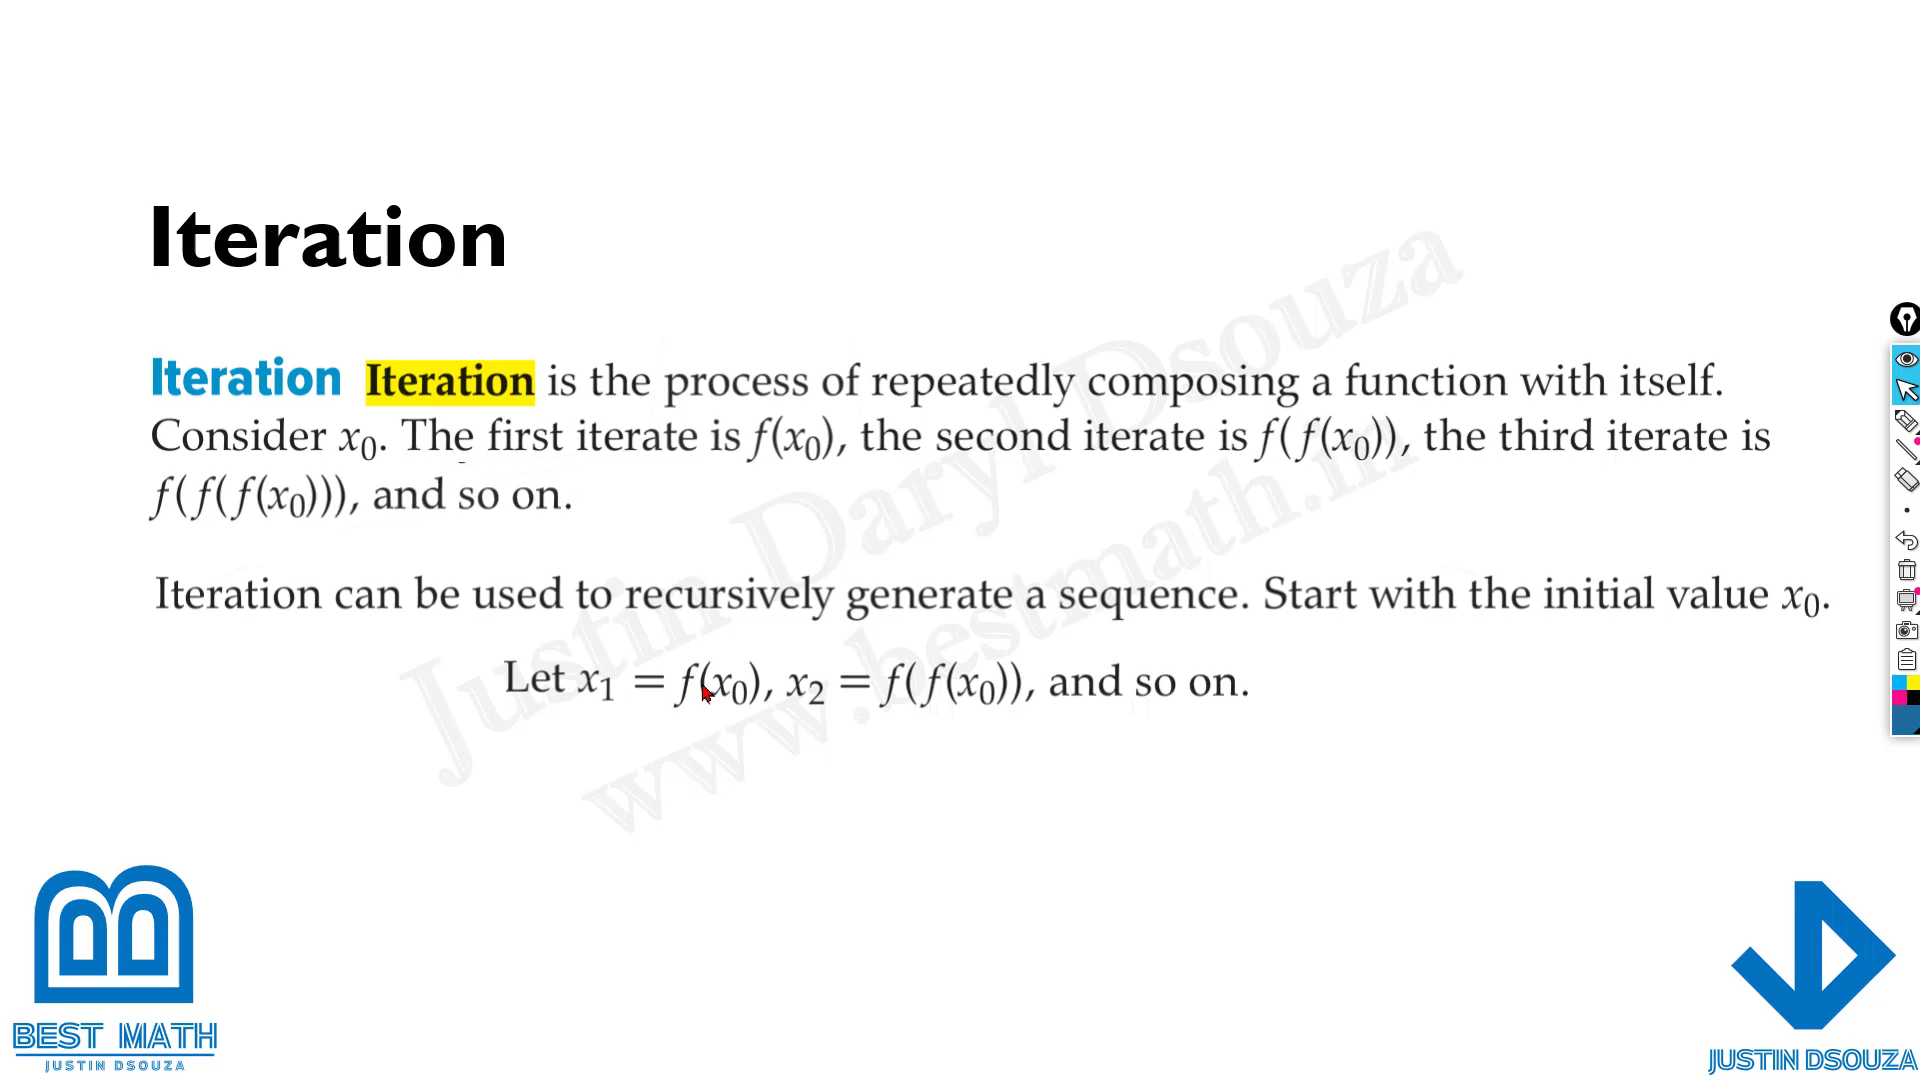 Iteration
Iteration Iteration is the process of repeatedly composing a function with itself.
Consider x₀. The first iterate is f(x₀), the second iterate is f( f(x₀)), the third iterate is
f( f( f(x₀))), and so on.
Iteration can be used to recursively generate a sequence. Start with the initial value x₀.
Let x₁ = f(x₀), x₂ = f( f(x₀)), and so on.
Justin Daryl Dsouza
www.bestmath.in
BEST MATH
JUSTIN DSOUZA
JUSTIN DSOUZA